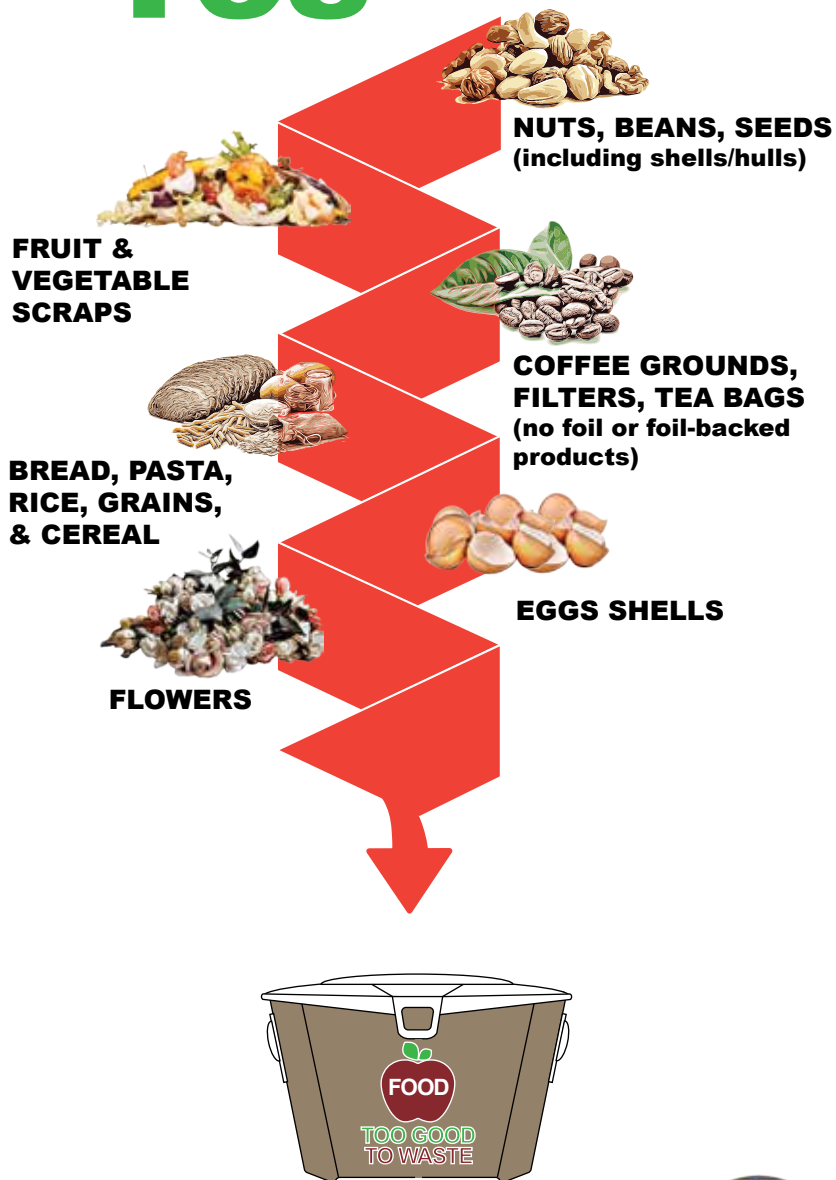 Yes
NUTS, BEANS, SEEDS
(including shells/hulls)
FRUIT &
VEGETABLE
SCRAPS
COFFEE GROUNDS,
FILTERS, TEA BAGS
(no foil or foil-backed
products)
BREAD, PASTA,
RICE, GRAINS,
& CEREAL
EGGS SHELLS
FLOWERS
FOOD
TOO GOOD
TO WASTE